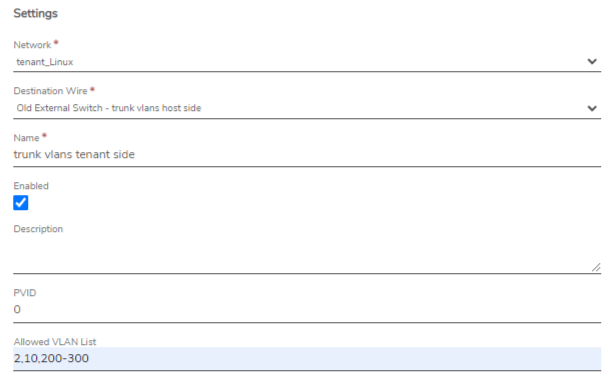 Settings
Network *
tenant_Linux
Destination Wire *
Old External Switch - trunk vlans host side
Name *
trunk vlans tenant side
Enabled
Description
PVID
0
Allowed VLAN List
2,10,200-300